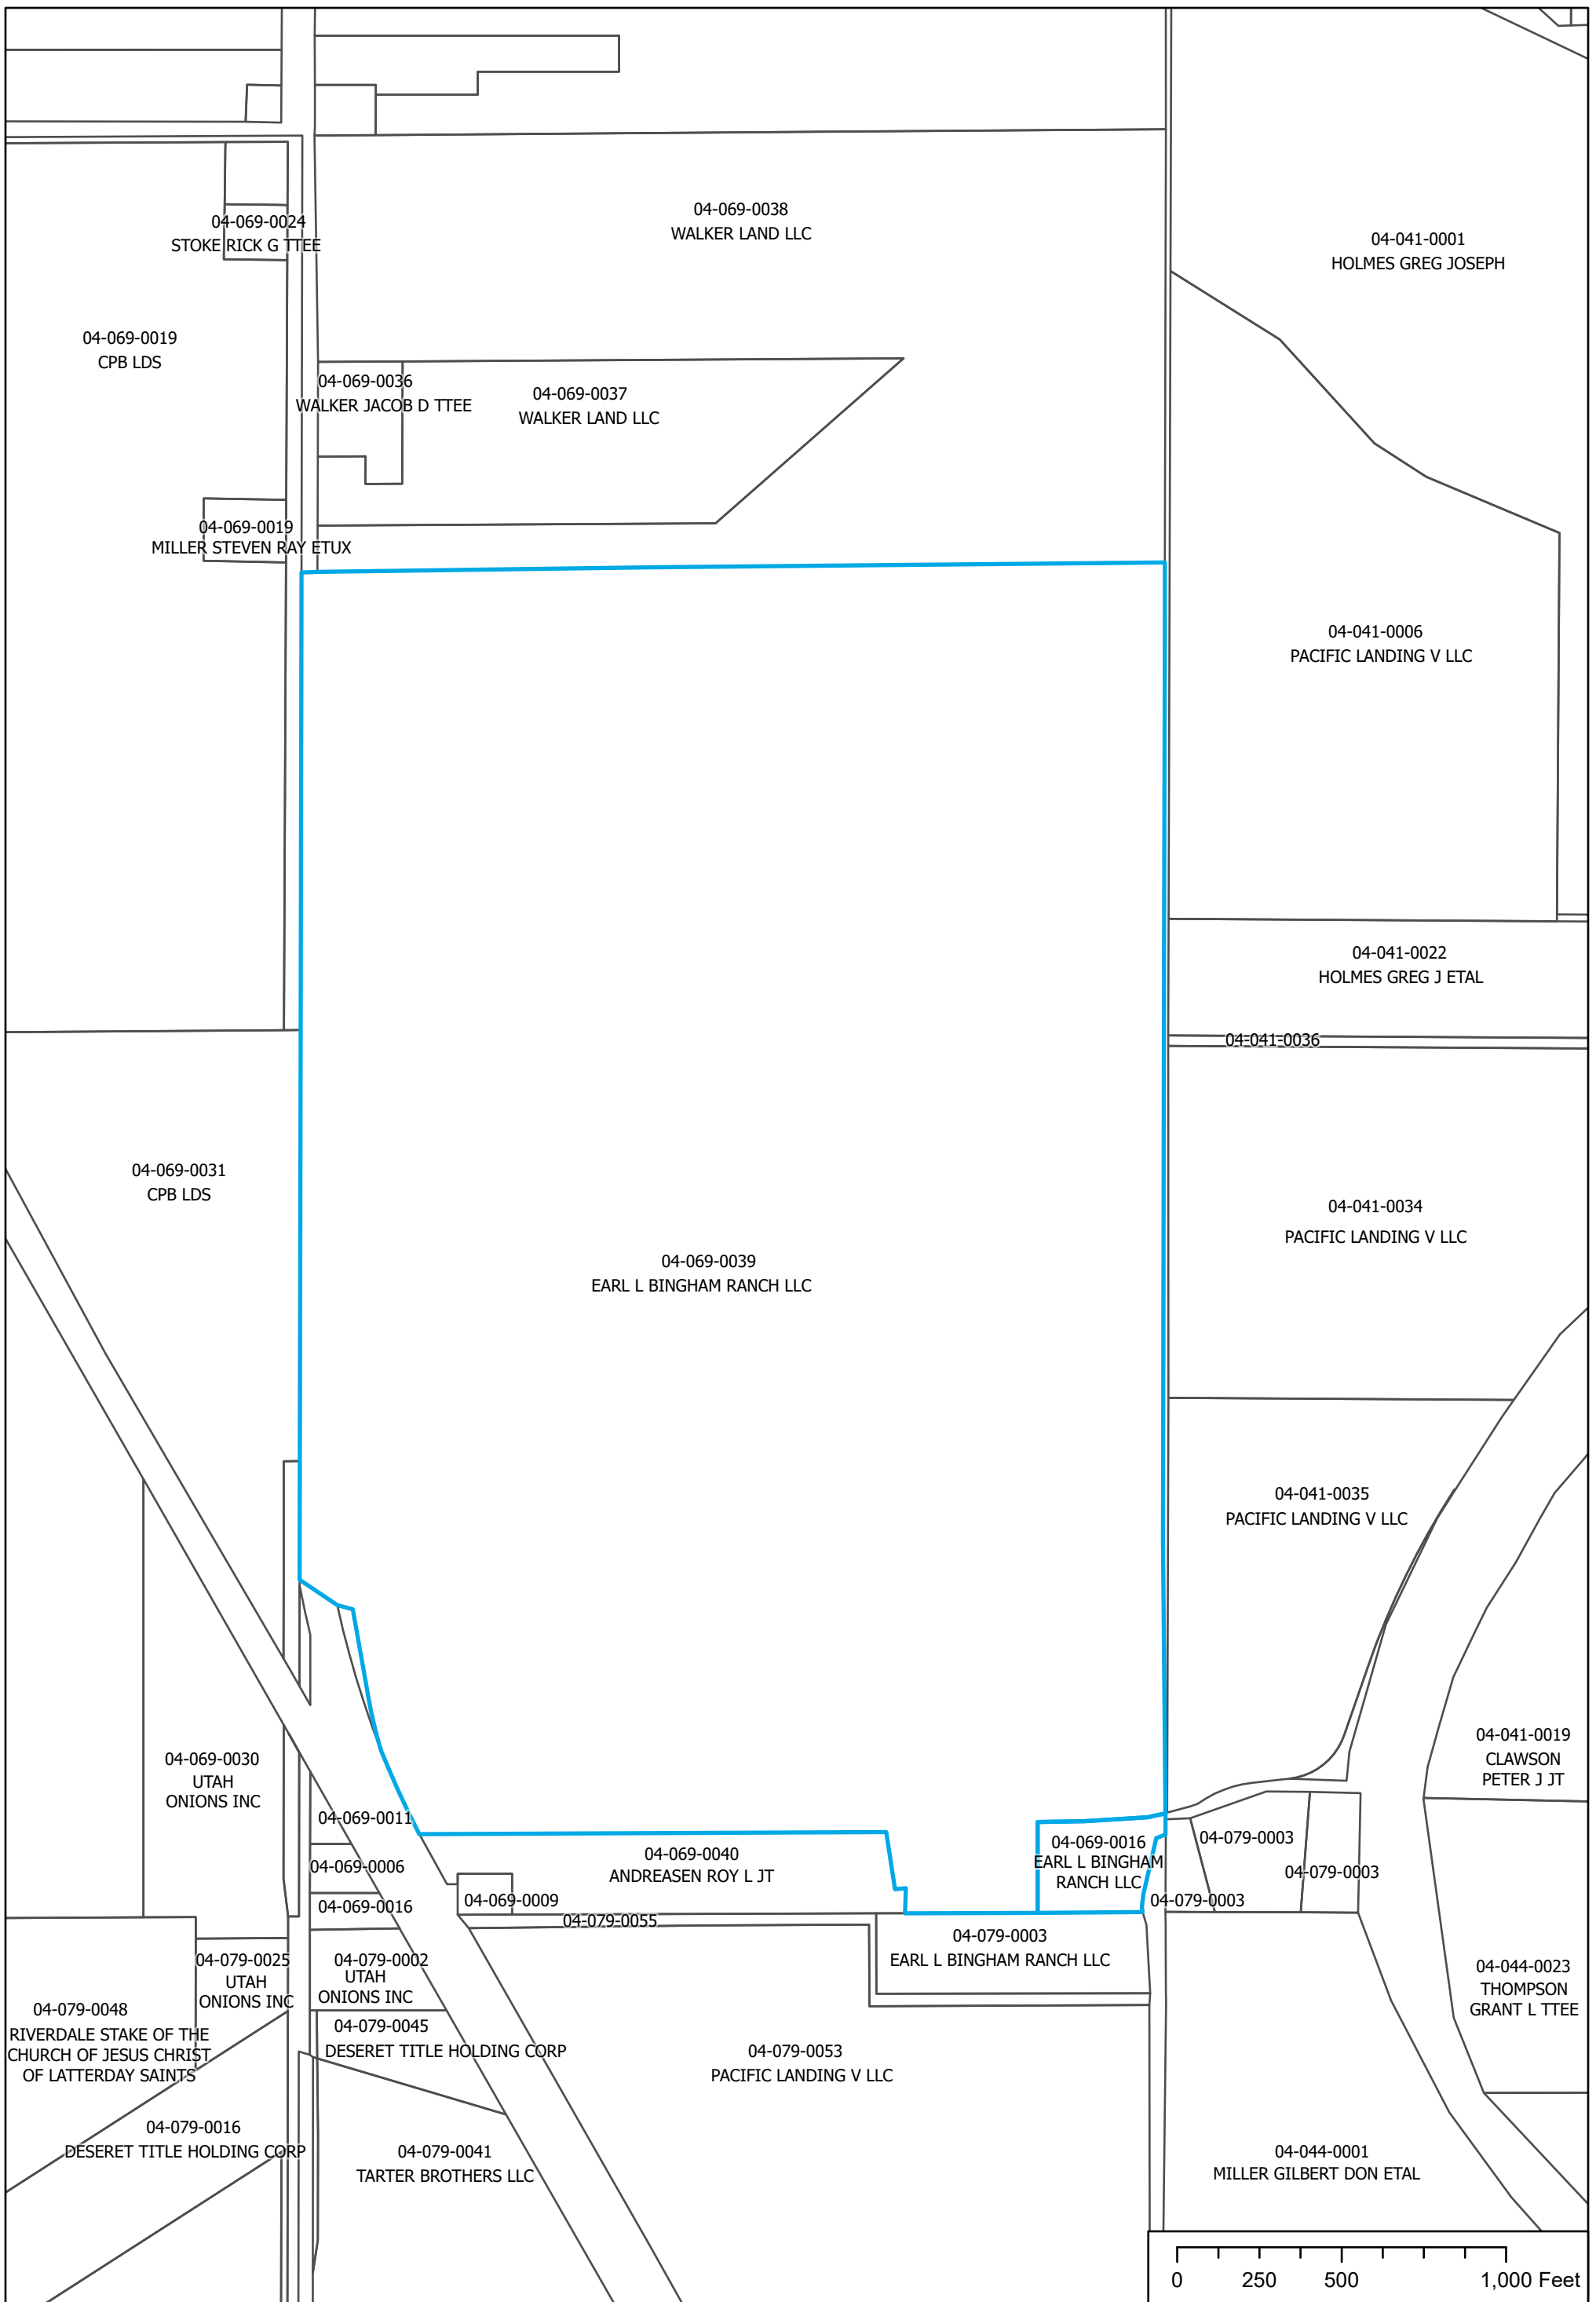 04-069-0024
STOKE RICK G TTEE
04-069-0038
WALKER LAND LLC
04-041-0001
HOLMES GREG JOSEPH
04-069-0019
CPB LDS
04-069-0036
WALKER JACOB D TTEE
04-069-0037
WALKER LAND LLC
04-069-0019
MILLER STEVEN RAY ETUX
04-041-0006
PACIFIC LANDING V LLC
04-041-0022
HOLMES GREG J ETAL
04-041-0036
04-069-0031
CPB LDS
04-041-0034
PACIFIC LANDING V LLC
04-069-0039
EARL L BINGHAM RANCH LLC
04-041-0035
PACIFIC LANDING V LLC
04-069-0030
UTAH
ONIONS INC
04-041-0019
CLAWSON
PETER J JT
04-069-0011
04-069-0006
04-069-0016
04-069-0009
04-069-0040
ANDREASEN ROY L JT
04-069-0016
EARL L BINGHAM
RANCH LLC
04-079-0003
04-079-0003
04-079-0003
04-079-0055
04-079-0003
EARL L BINGHAM RANCH LLC
04-079-0025
UTAH
ONIONS INC
04-079-0002
UTAH
ONIONS INC
04-044-0023
THOMPSON
GRANT L TTEE
04-079-0048
RIVERDALE STAKE OF THE
CHURCH OF JESUS CHRIST
OF LATTERDAY SAINTS
04-079-0045
DESERET TITLE HOLDING CORP
04-079-0053
PACIFIC LANDING V LLC
04-079-0016
DESERET TITLE HOLDING CORP
04-079-0041
TARTER BROTHERS LLC
04-044-0001
MILLER GILBERT DON ETAL
0 250 500 1,000 Feet